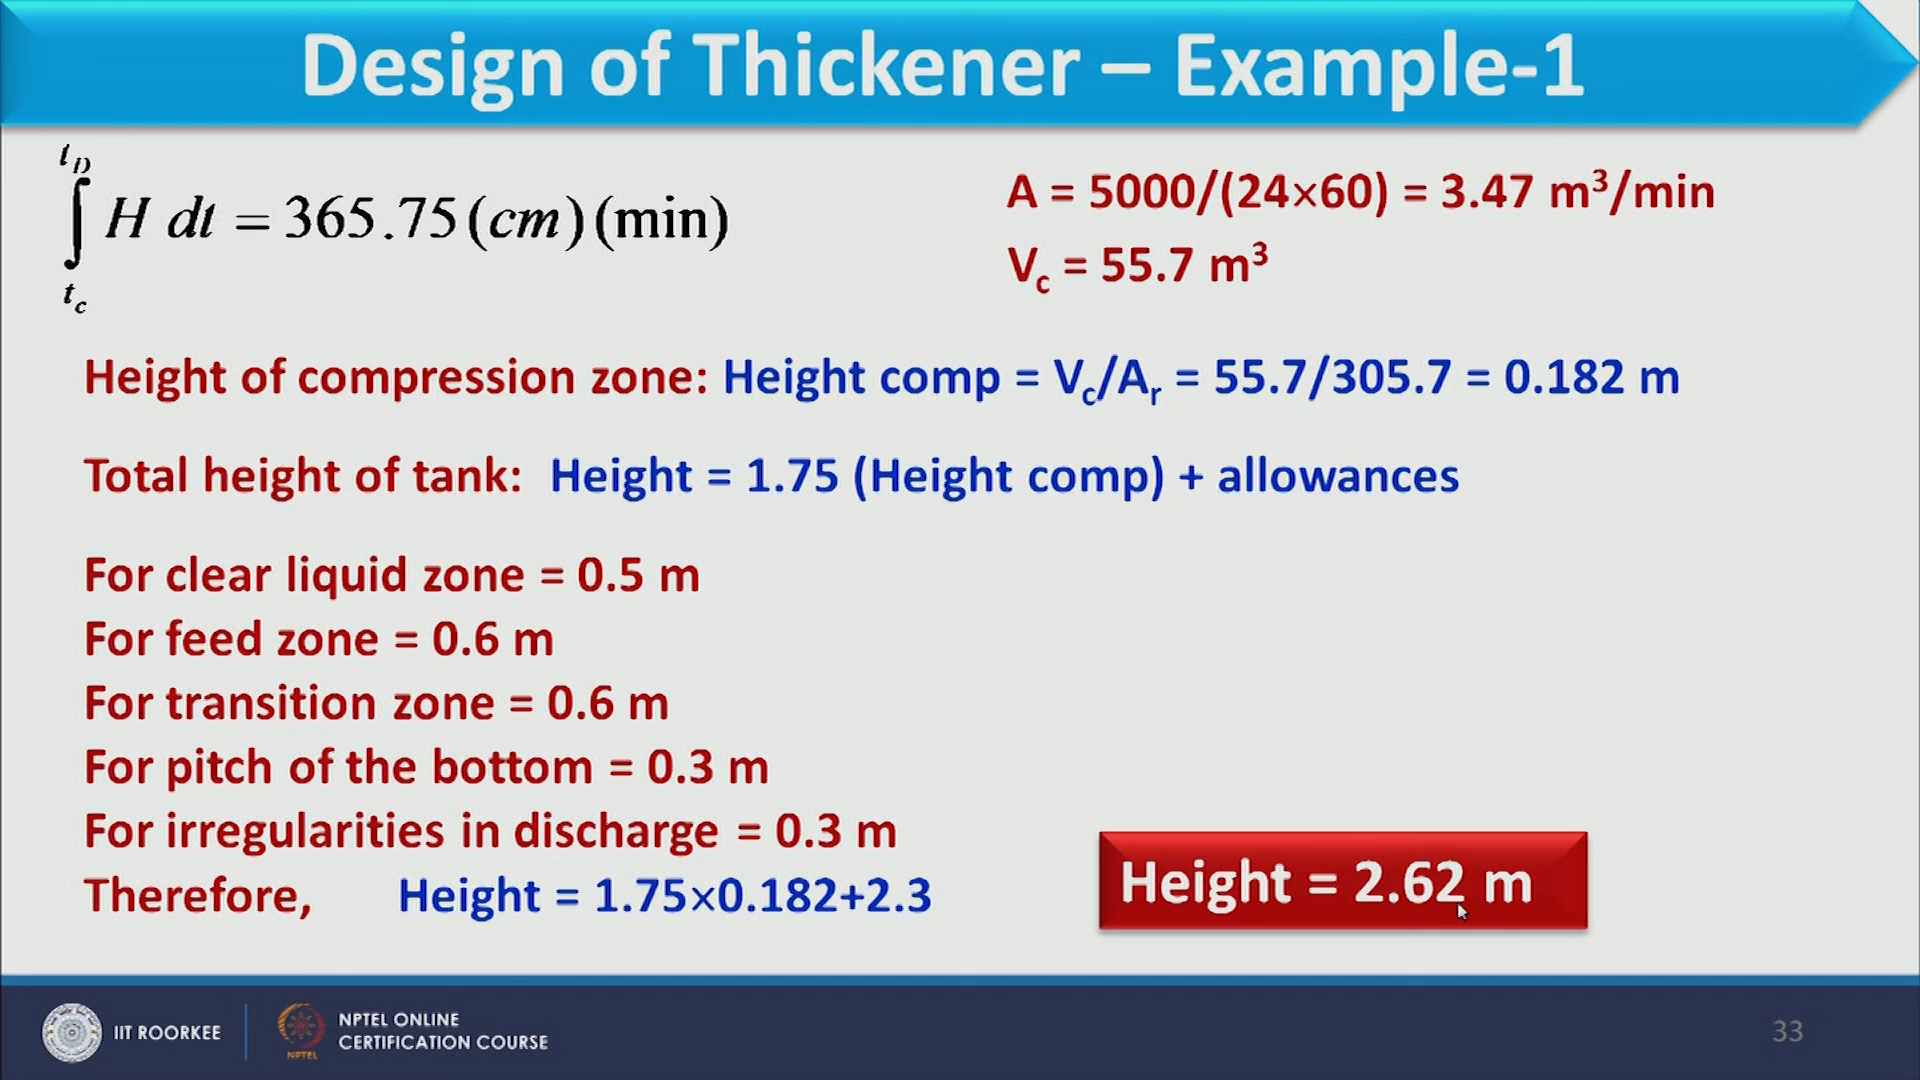 Design of Thickener – Example-1
∫ₜ꜀ᵗᴰ H dt = 365.75(cm)(min)
A = 5000/(24×60) = 3.47 m³/min
V_c = 55.7 m³
Height of compression zone: Height comp = V_c/A_r = 55.7/305.7 = 0.182 m
Total height of tank: Height = 1.75 (Height comp) + allowances
For clear liquid zone = 0.5 m
For feed zone = 0.6 m
For transition zone = 0.6 m
For pitch of the bottom = 0.3 m
For irregularities in discharge = 0.3 m
Therefore, Height = 1.75×0.182+2.3
Height = 2.62 m
IIT ROORKEE
NPTEL
NPTEL ONLINE
CERTIFICATION COURSE
33